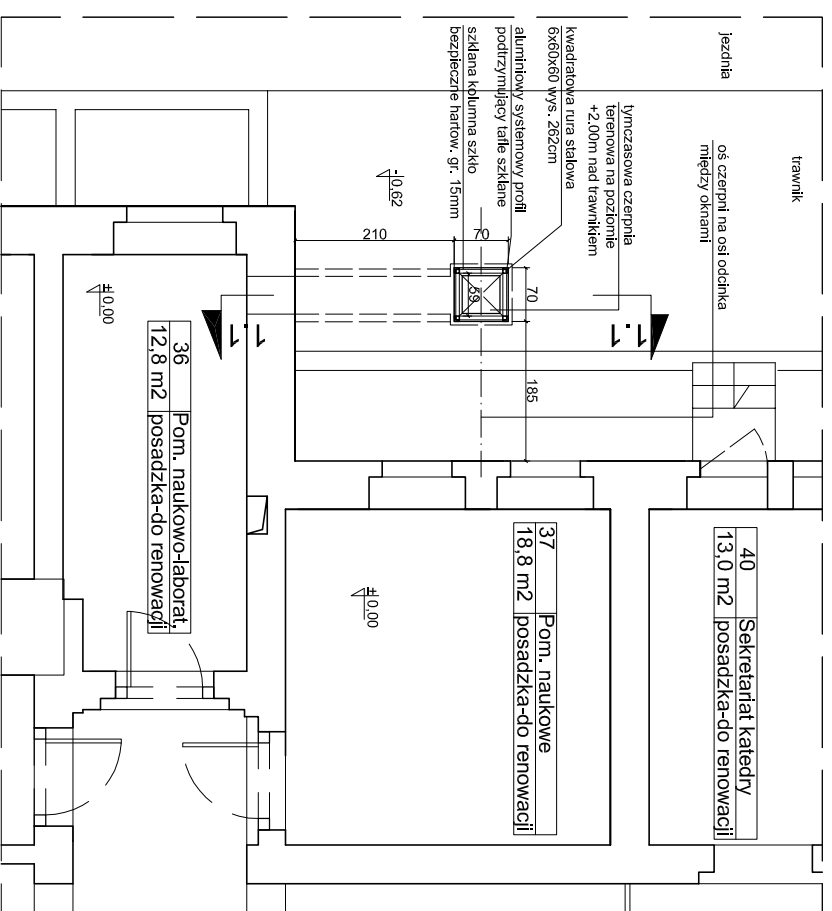 jezdnia
trawnik
oś czerpni na osi odcinka
między oknami
tymczasowa czerpnia
terenowa na poziomie
+2.00m nad trawnikiem
kwadratowa rura stalowa
6x60x60 wys. 262cm
aluminiowy systemowy profil
podtrzymujący tafle szklane
szklana kolumna szkło
bezpieczne hartow. gr. 15mm
-0,62
210
70
70
59
185
1.1
1.1
±0,00
36 Pom. naukowo-laborat.
12,8 m2 posadzka-do renowacji
±0,00
37 Pom. naukowe
18,8 m2 posadzka-do renowacji
40 Sekretariat katedry
13,0 m2 posadzka-do renowacji